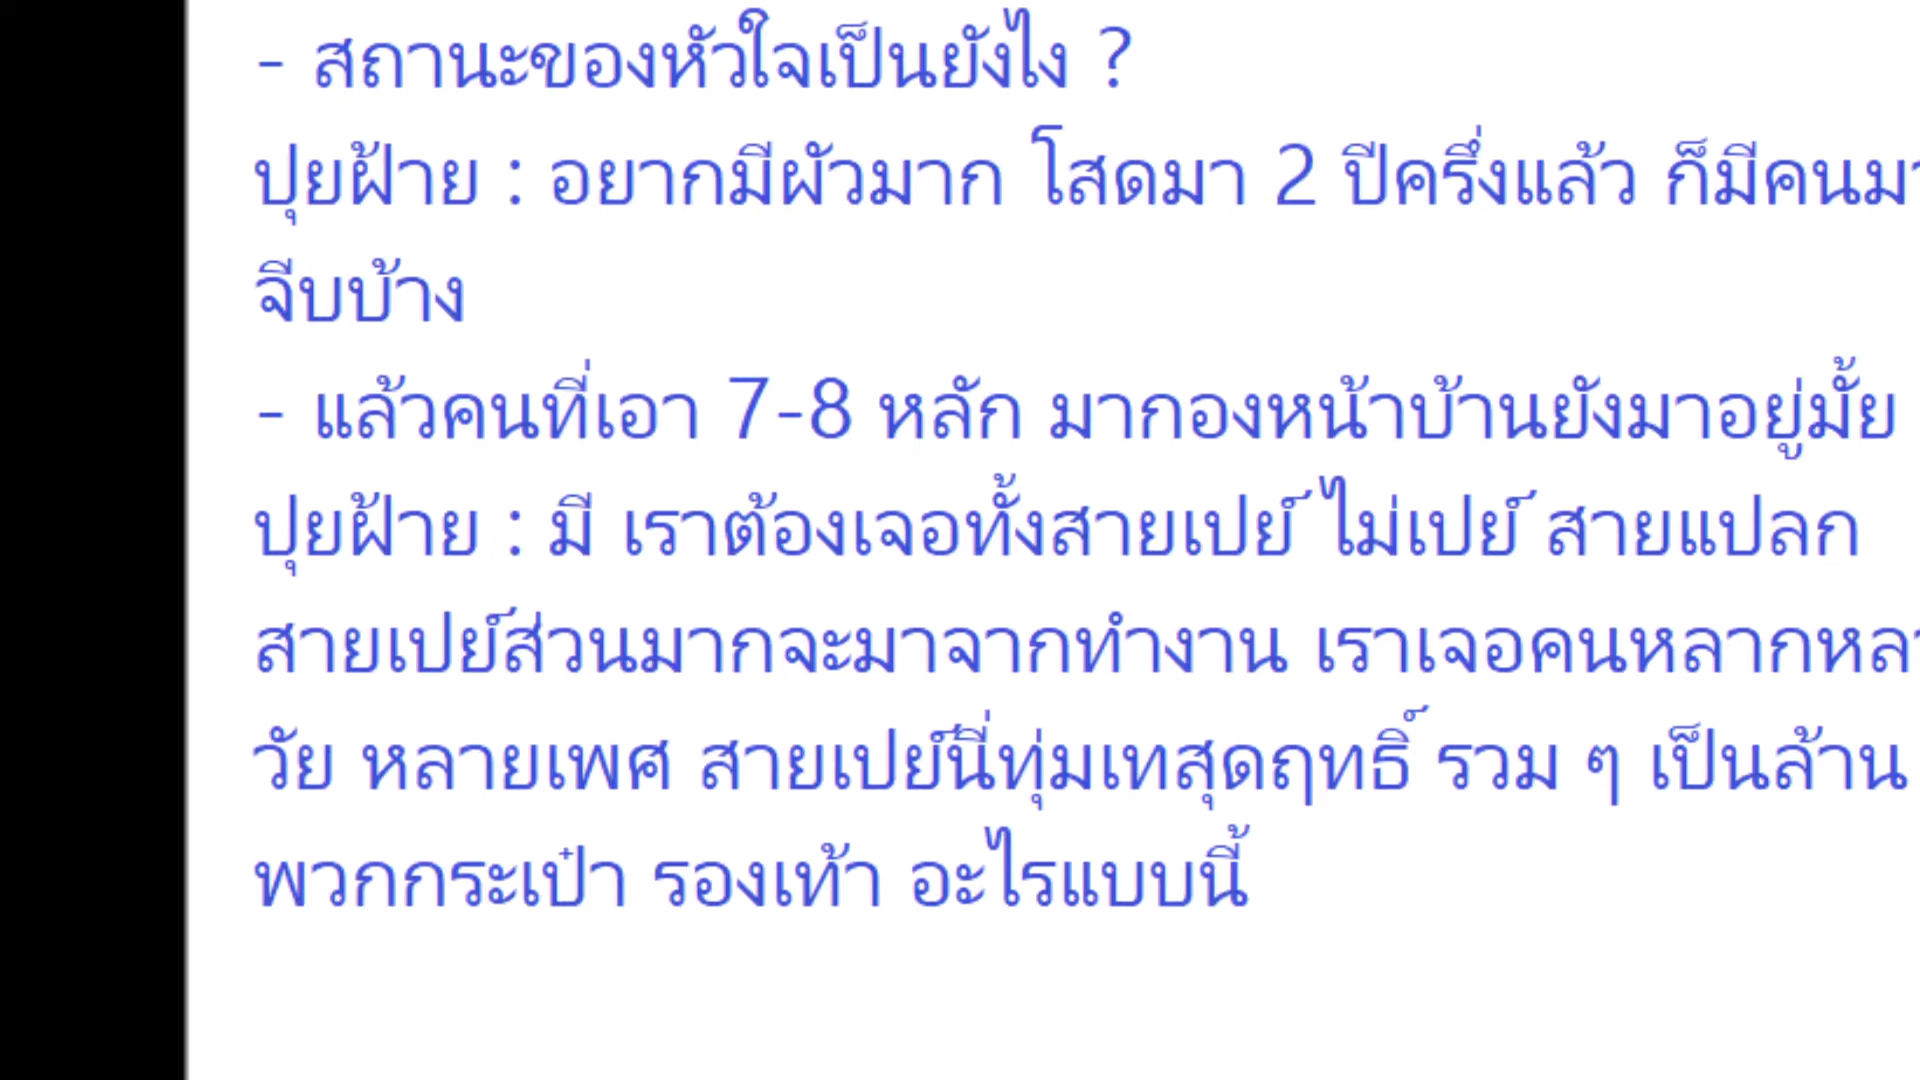 - สถานะของหัวใจเป็นยังไง ?
ปุยฝ้าย : อยากมีผัวมาก โสดมา 2 ปีครึ่งแล้ว ก็มีคนมา
จีบบ้าง
- แล้วคนที่เอา 7-8 หลัก มากองหน้าบ้านยังมาอยู่มั้ย
ปุยฝ้าย : มี เราต้องเจอทั้งสายเปย์ ไม่เปย์ สายแปลก
สายเปย์ส่วนมากจะมาจากทำงาน เราเจอคนหลากหลา
วัย หลายเพศ สายเปย์นี่ทุ่มเทสุดฤทธิ์ รวม ๆ เป็นล้าน
พวกกระเป๋า รองเท้า อะไรแบบนี้